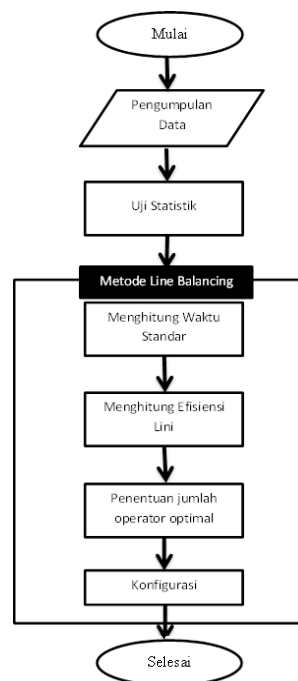 Mulai
Pengumpulan
Data
Uji Statistik
Metode Line Balancing
Menghitung Waktu
Standar
Menghitung Efisiensi
Lini
Penentuan jumlah
operator optimal
Konfigurasi
Selesai